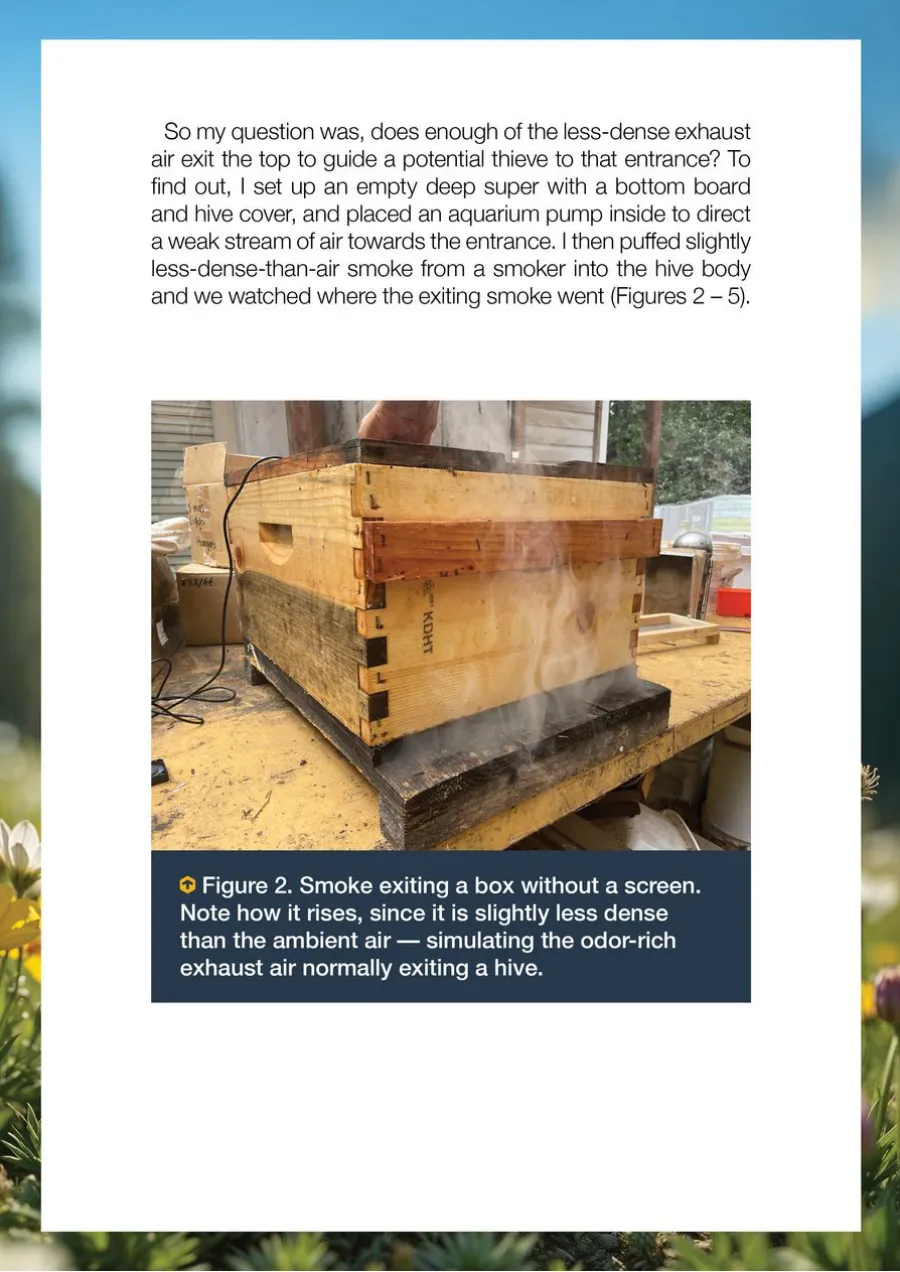 So my question was, does enough of the less-dense exhaust
air exit the top to guide a potential thieve to that entrance? To
find out, I set up an empty deep super with a bottom board
and hive cover, and placed an aquarium pump inside to direct
a weak stream of air towards the entrance. I then puffed slightly
less-dense-than-air smoke from a smoker into the hive body
and we watched where the exiting smoke went (Figures 2 – 5).
KDHT
Figure 2. Smoke exiting a box without a screen.
Note how it rises, since it is slightly less dense
than the ambient air — simulating the odor-rich
exhaust air normally exiting a hive.